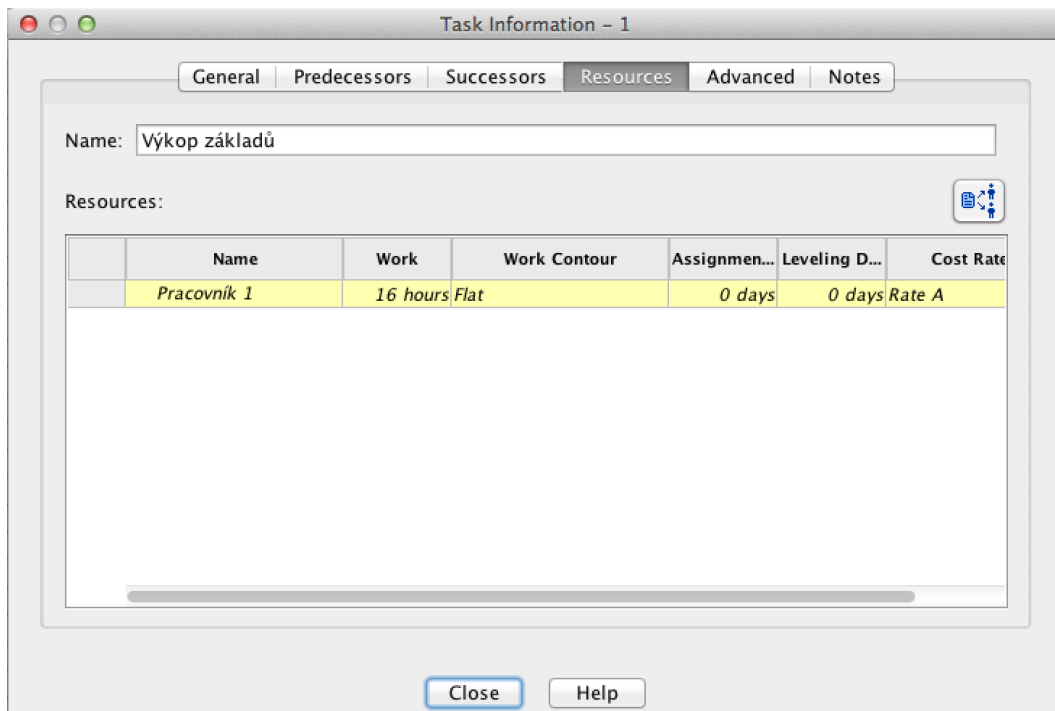 Task Information – 1
General Predecessors Successors Resources Advanced Notes
Name: Výkop základů
Resources:
Name Work Work Contour Assignmen... Leveling D... Cost Rate
Pracovník 1 16 hours Flat 0 days 0 days Rate A
Close Help